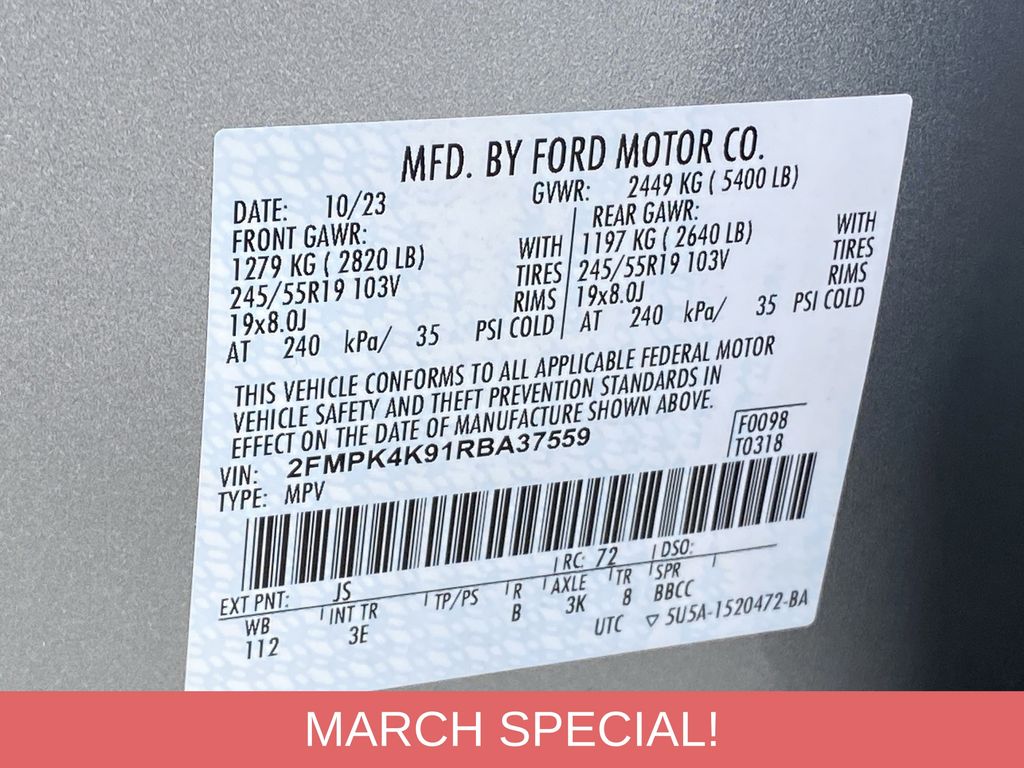 MFD. BY FORD MOTOR CO.
DATE: 10/23 GVWR: 2449 KG ( 5400 LB)
FRONT GAWR:
1279 KG ( 2820 LB) WITH
245/55R19 103V TIRES
19x8.0J RIMS
AT 240 kPa/ 35 PSI COLD
REAR GAWR:
1197 KG ( 2640 LB) WITH
245/55R19 103V TIRES
19x8.0J RIMS
AT 240 kPa/ 35 PSI COLD
THIS VEHICLE CONFORMS TO ALL APPLICABLE FEDERAL MOTOR
VEHICLE SAFETY AND THEFT PREVENTION STANDARDS IN
EFFECT ON THE DATE OF MANUFACTURE SHOWN ABOVE.
VIN: 2FMPK4K91RBA37559
TYPE: MPV
F0098
T0318
EXT PNT: JS RC: 72 DSO:
WB INT TR TP/PS R AXLE TR SPR
112 3E B 3K 8 BBCC
UTC ▽ 5U5A-1520472-BA
MARCH SPECIAL!